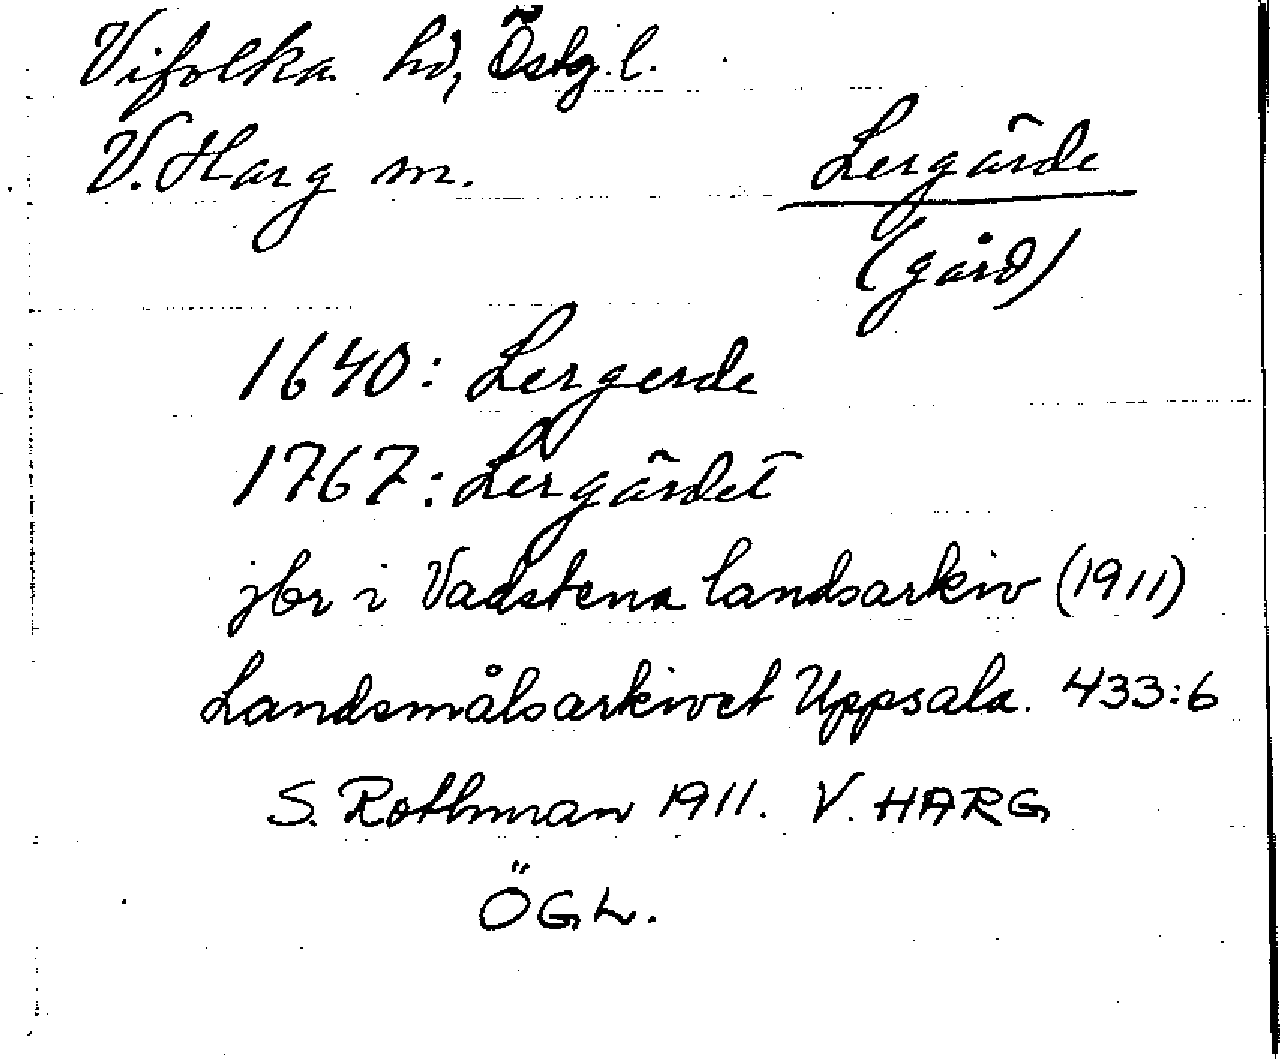 Vifolka hd, Östg.l.
V. Harg sn.
Lergärde
(gård)
1640: Lergerde
1767: Lergärdet
jbr i Vadstena landsarkiv (1911)
Landsmålsarkivet Uppsala. 433:6
S. Rothman 1911. V. HARG
ÖGL.